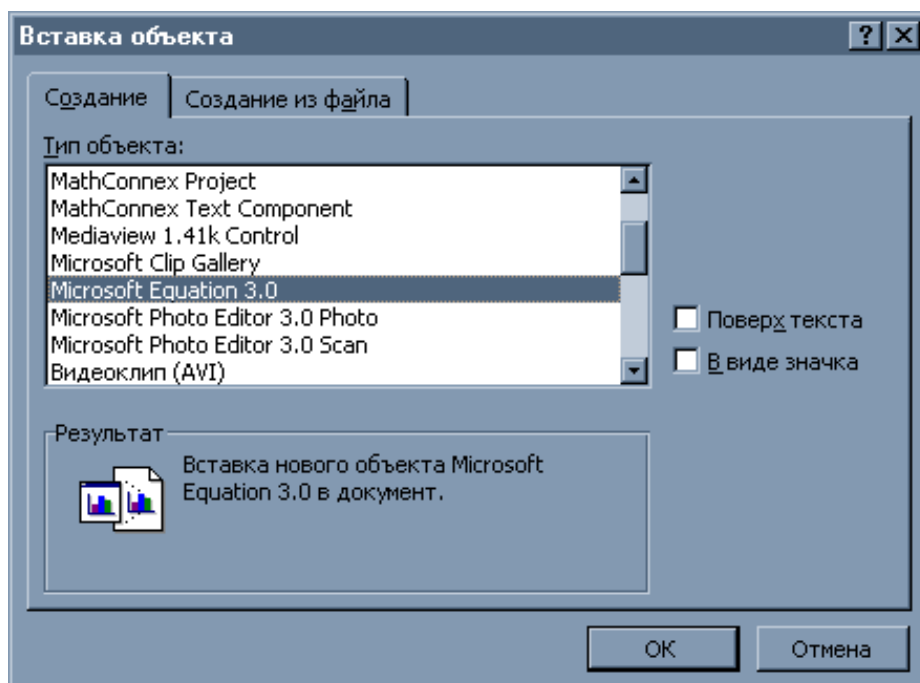 Вставка объекта
Создание
Создание из файла
Тип объекта:
MathConnex Project
MathConnex Text Component
Mediaview 1.41k Control
Microsoft Clip Gallery
Microsoft Equation 3.0
Microsoft Photo Editor 3.0 Photo
Microsoft Photo Editor 3.0 Scan
Видеоклип (AVI)
Поверх текста
В виде значка
Результат
Вставка нового объекта Microsoft
Equation 3.0 в документ.
ОК
Отмена